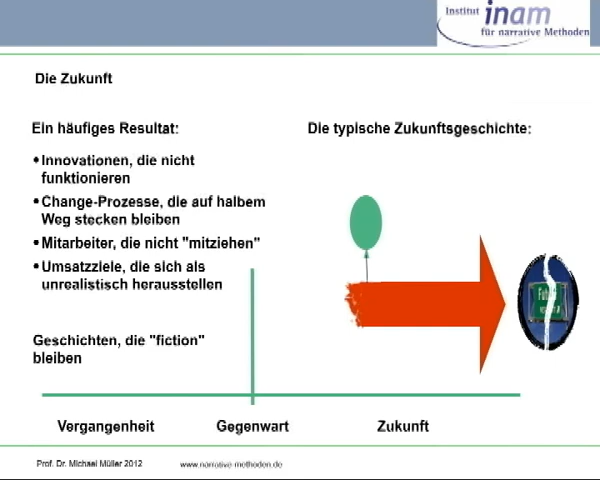 Institut inam
für narrative Methoden
Die Zukunft
Ein häufiges Resultat:
Die typische Zukunftsgeschichte:
•Innovationen, die nicht
funktionieren
•Change-Prozesse, die auf halbem
Weg stecken bleiben
•Mitarbeiter, die nicht "mitziehen"
•Umsatzziele, die sich als
unrealistisch herausstellen
Geschichten, die "fiction"
bleiben
Vergangenheit
Gegenwart
Zukunft
Prof. Dr. Michael Müller 2012
www.narrative-methoden.de